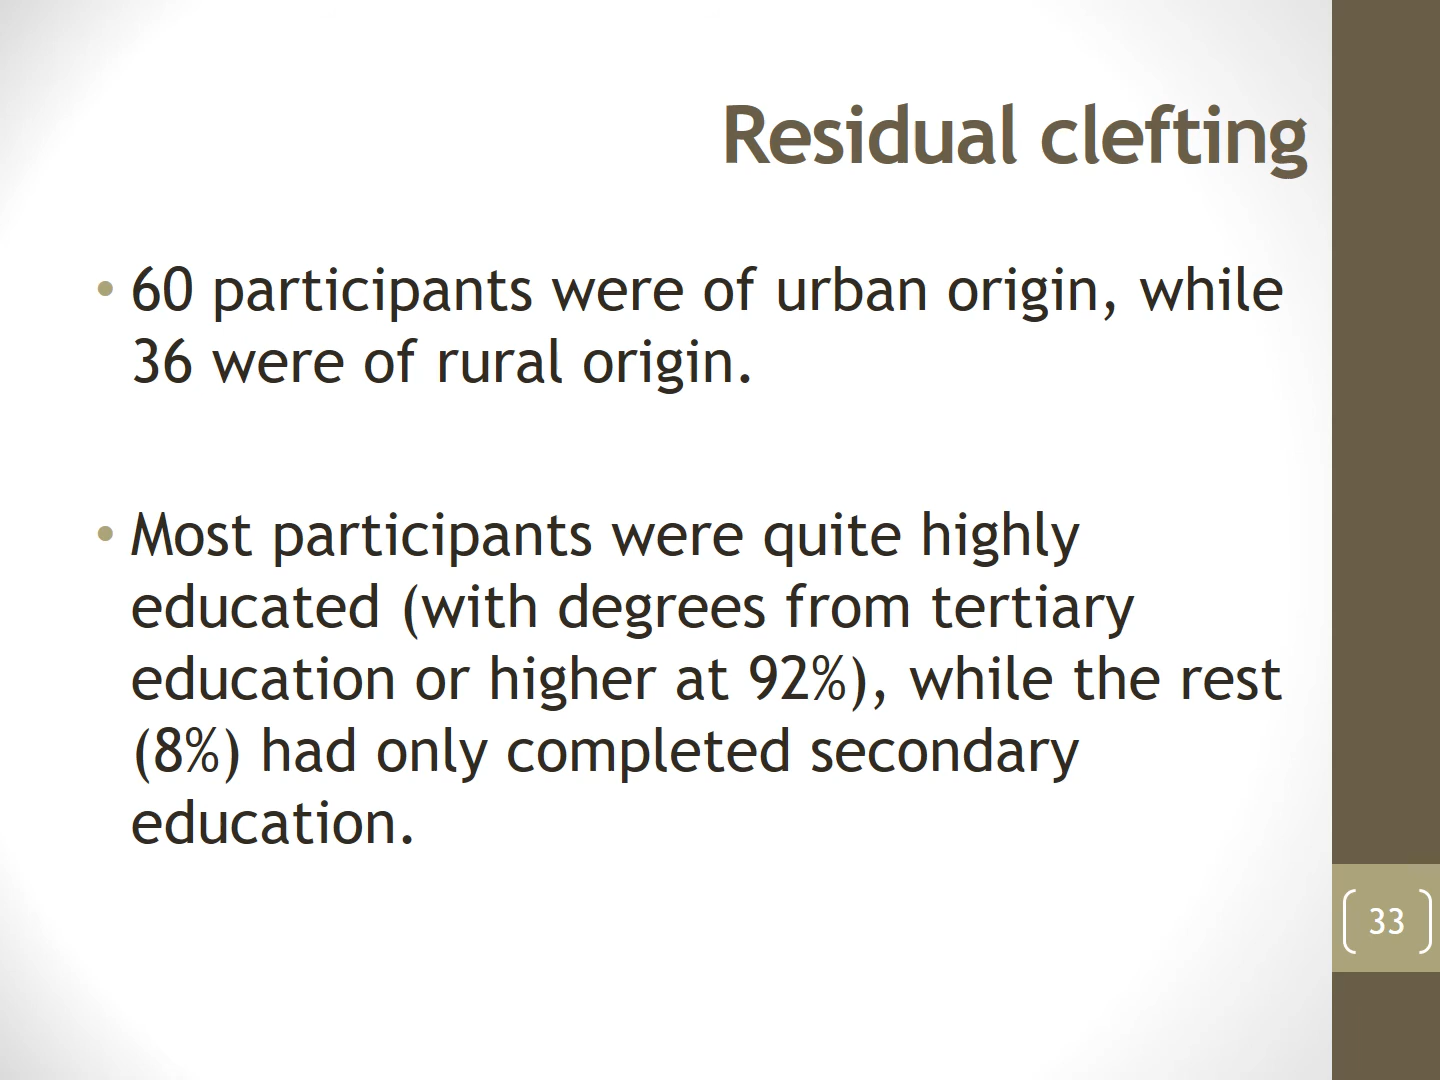 Residual clefting
• 60 participants were of urban origin, while
36 were of rural origin.
• Most participants were quite highly
educated (with degrees from tertiary
education or higher at 92%), while the rest
(8%) had only completed secondary
education.
33